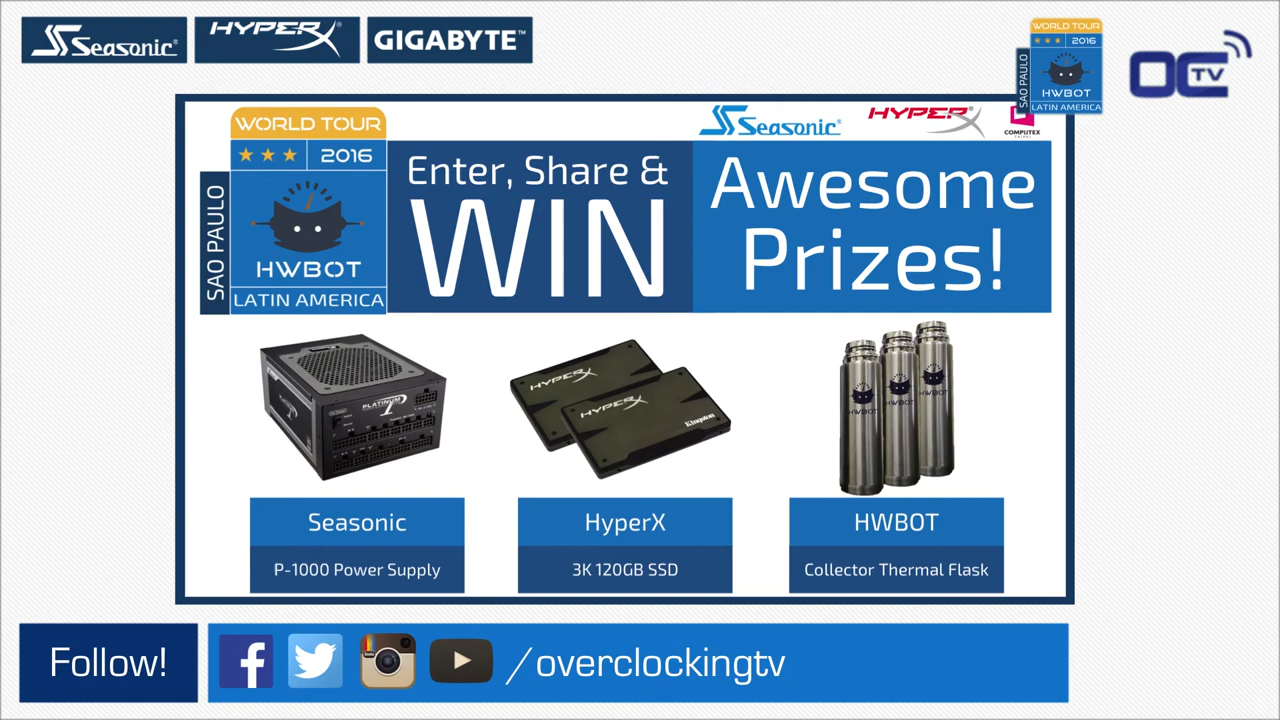 Seasonic
HYPERX
GIGABYTE
WORLD TOUR
2016
SAO PAULO
HWBOT
LATIN AMERICA
OC TV
WORLD TOUR
2016
SAO PAULO
HWBOT
LATIN AMERICA
Seasonic
HYPERX
COMPUTEX
Enter, Share &
WIN
Awesome
Prizes!
PLATINUM
HYPERX
HYPERX
Kingston
HWBOT
HWBOT
HWBOT
Seasonic
P-1000 Power Supply
HyperX
3K 120GB SSD
HWBOT
Collector Thermal Flask
Follow!
/overclockingtv